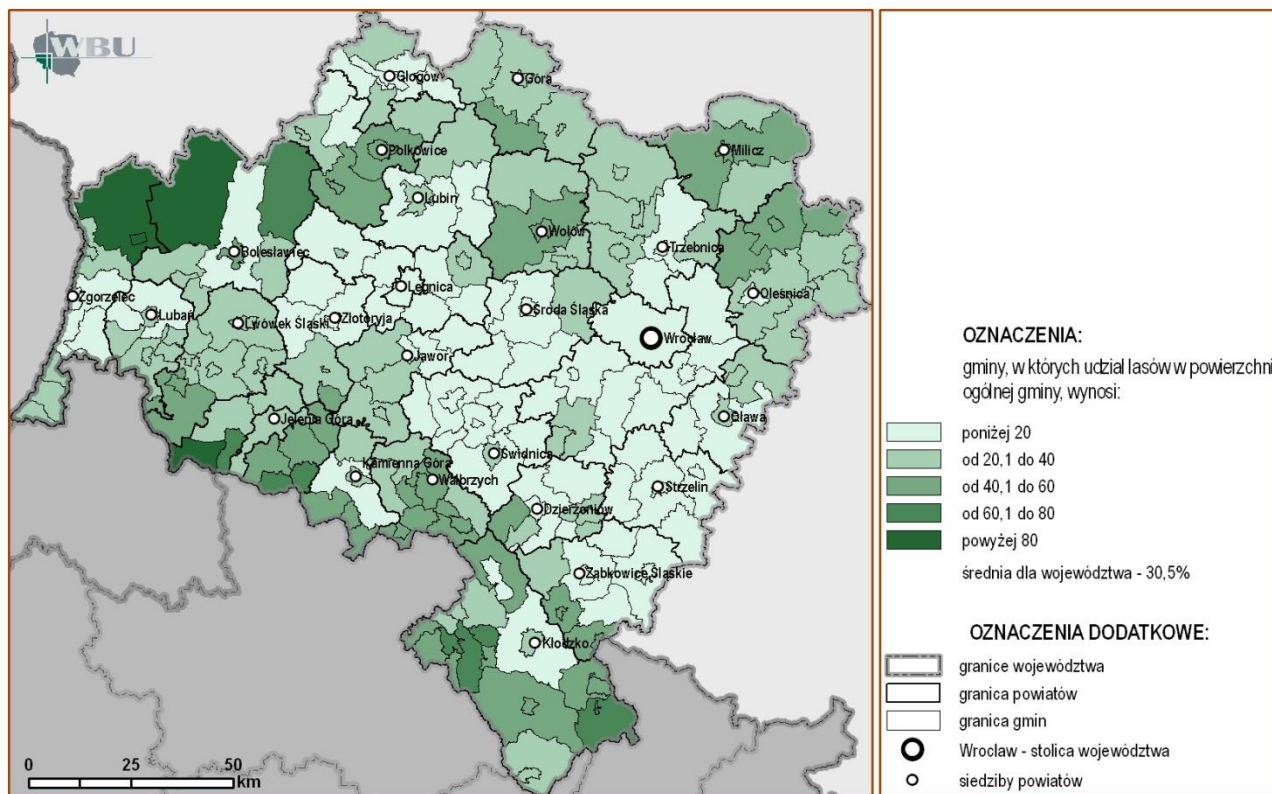 WBU
Głogów
Góra
Polkowice
Milicz
Lubin
Wołów
Trzebnica
Bolesławiec
Zgorzelec
Legnica
Oleśnica
Lubań
Lwówek Śląski
Złotoryja
Środa Śląska
Wrocław
Jawor
Jelenia Góra
Oława
Kamienna Góra
Świdnica
Wałbrzych
Strzelin
Dzierżoniów
Ząbkowice Śląskie
Kłodzko
0 25 50
km
OZNACZENIA:
gminy, w których udział lasów w powierzchni
ogólnej gminy, wynosi:
poniżej 20
od 20,1 do 40
od 40,1 do 60
od 60,1 do 80
powyżej 80
średnia dla województwa - 30,5%
OZNACZENIA DODATKOWE:
granice województwa
granica powiatów
granica gmin
Wrocław - stolica województwa
siedziby powiatów